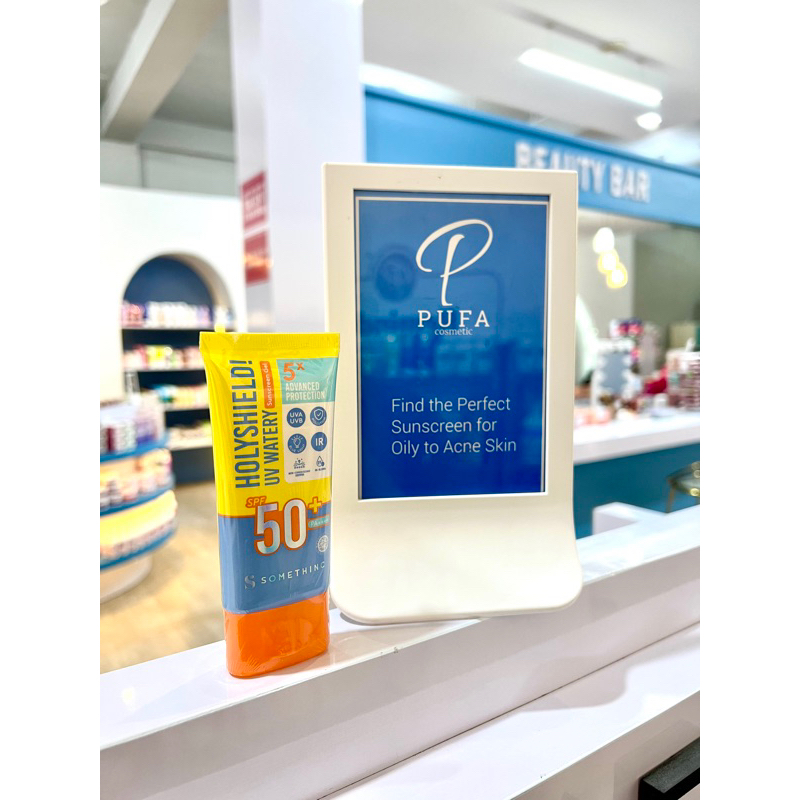 BEAUTY BAR
P
PUFA
cosmetic
Find the Perfect
Sunscreen for
Oily to Acne Skin
HOLYSHIELD!
UV WATERY
Sunscreen Gel
5x
ADVANCED
PROTECTION
UVA
UVB
IR
SPF
50+
S SOMETHINC